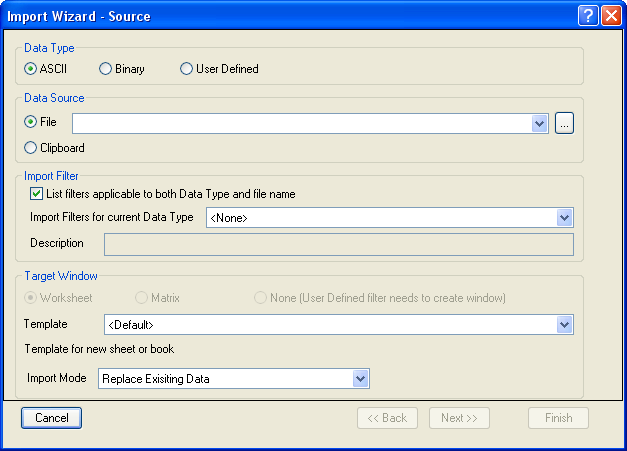 Import Wizard - Source
Data Type
ASCII Binary User Defined
Data Source
File ...
Clipboard
Import Filter
List filters applicable to both Data Type and file name
Import Filters for current Data Type <None>
Description
Target Window
Worksheet Matrix None (User Defined filter needs to create window)
Template <Default>
Template for new sheet or book
Import Mode Replace Exisiting Data
Cancel << Back Next >> Finish